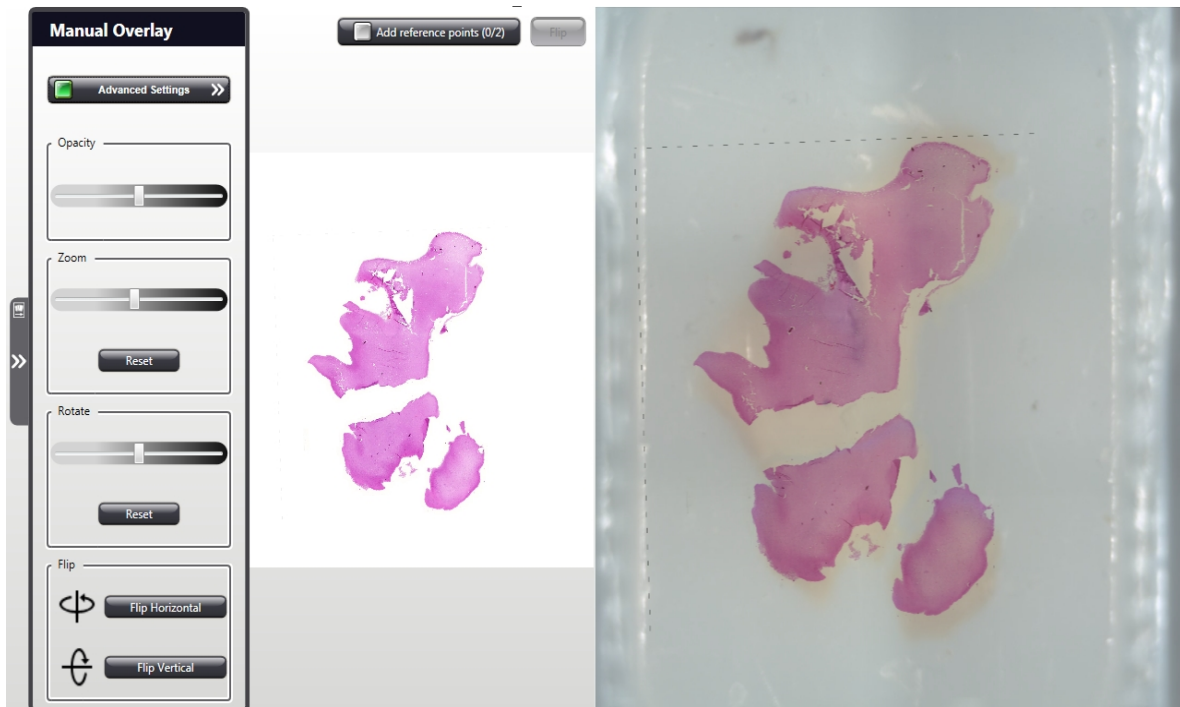 Manual Overlay
Add reference points (0/2)
Flip
Advanced Settings
Opacity
Zoom
Reset
Rotate
Reset
Flip
Flip Horizontal
Flip Vertical